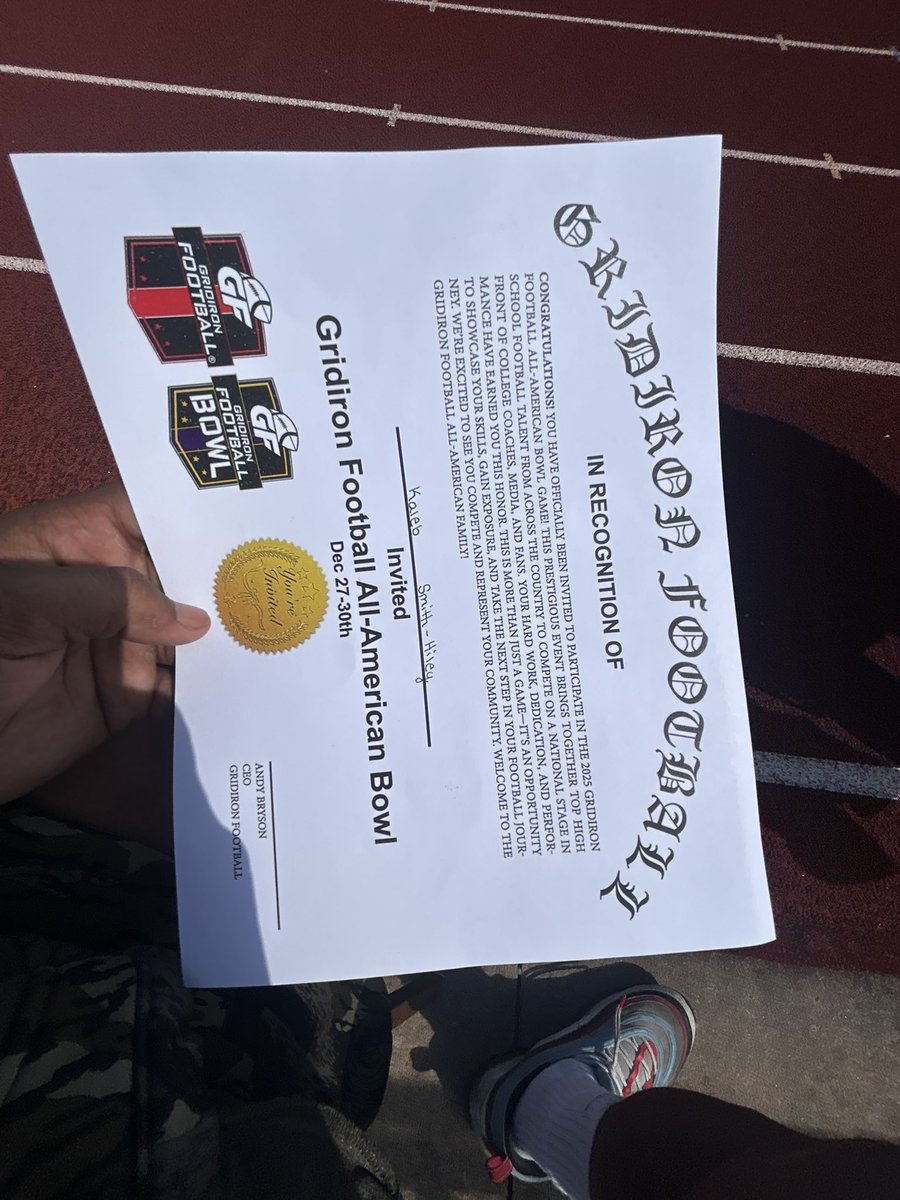 GRIDIRON FOOTBALL
IN RECOGNITION OF
CONGRATULATIONS! YOU HAVE OFFICIALLY BEEN INVITED TO PARTICIPATE IN THE 2025 GRIDIRON
FOOTBALL ALL-AMERICAN BOWL GAME! THIS PRESTIGIOUS EVENT BRINGS TOGETHER TOP HIGH
SCHOOL FOOTBALL TALENT FROM ACROSS THE COUNTRY TO COMPETE ON A NATIONAL STAGE IN
FRONT OF COLLEGE COACHES, MEDIA, AND FANS. YOUR HARD WORK, DEDICATION, AND PERFOR-
MANCE HAVE EARNED YOU THIS HONOR. THIS IS MORE THAN JUST A GAME—IT'S AN OPPORTUNITY
TO SHOWCASE YOUR SKILLS, GAIN EXPOSURE, AND TAKE THE NEXT STEP IN YOUR FOOTBALL JOUR-
NEY. WE'RE EXCITED TO SEE YOU COMPETE AND REPRESENT YOUR COMMUNITY. WELCOME TO THE
GRIDIRON FOOTBALL ALL-AMERICAN FAMILY!
Kaleb Smith-
Invited
Gridiron Football All-American Bowl
Dec 27-30th
GF
GRIDIRON
FOOTBALL®
GF
GRIDIRON
FOOTBALL
BOWL
You're
Invited
ANDY BRYSON
CEO
GRIDIRON FOOTBALL